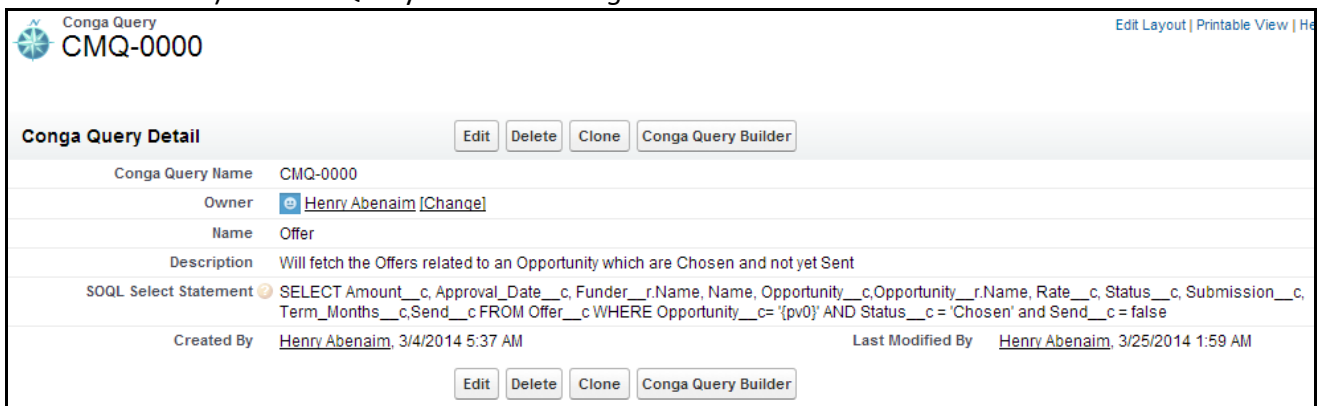 Conga Query
CMQ-0000
Edit Layout | Printable View | He
Conga Query Detail
Edit Delete Clone Conga Query Builder
Conga Query Name CMQ-0000
Owner Henry Abenaim [Change]
Name Offer
Description Will fetch the Offers related to an Opportunity which are Chosen and not yet Sent
SOQL Select Statement SELECT Amount__c, Approval_Date__c, Funder__r.Name, Name, Opportunity__c,Opportunity__r.Name, Rate__c, Status__c, Submission__c,
Term_Months__c,Send__c FROM Offer__c WHERE Opportunity__c= '{pv0}' AND Status__c = 'Chosen' and Send__c = false
Created By Henry Abenaim, 3/4/2014 5:37 AM Last Modified By Henry Abenaim, 3/25/2014 1:59 AM
Edit Delete Clone Conga Query Builder